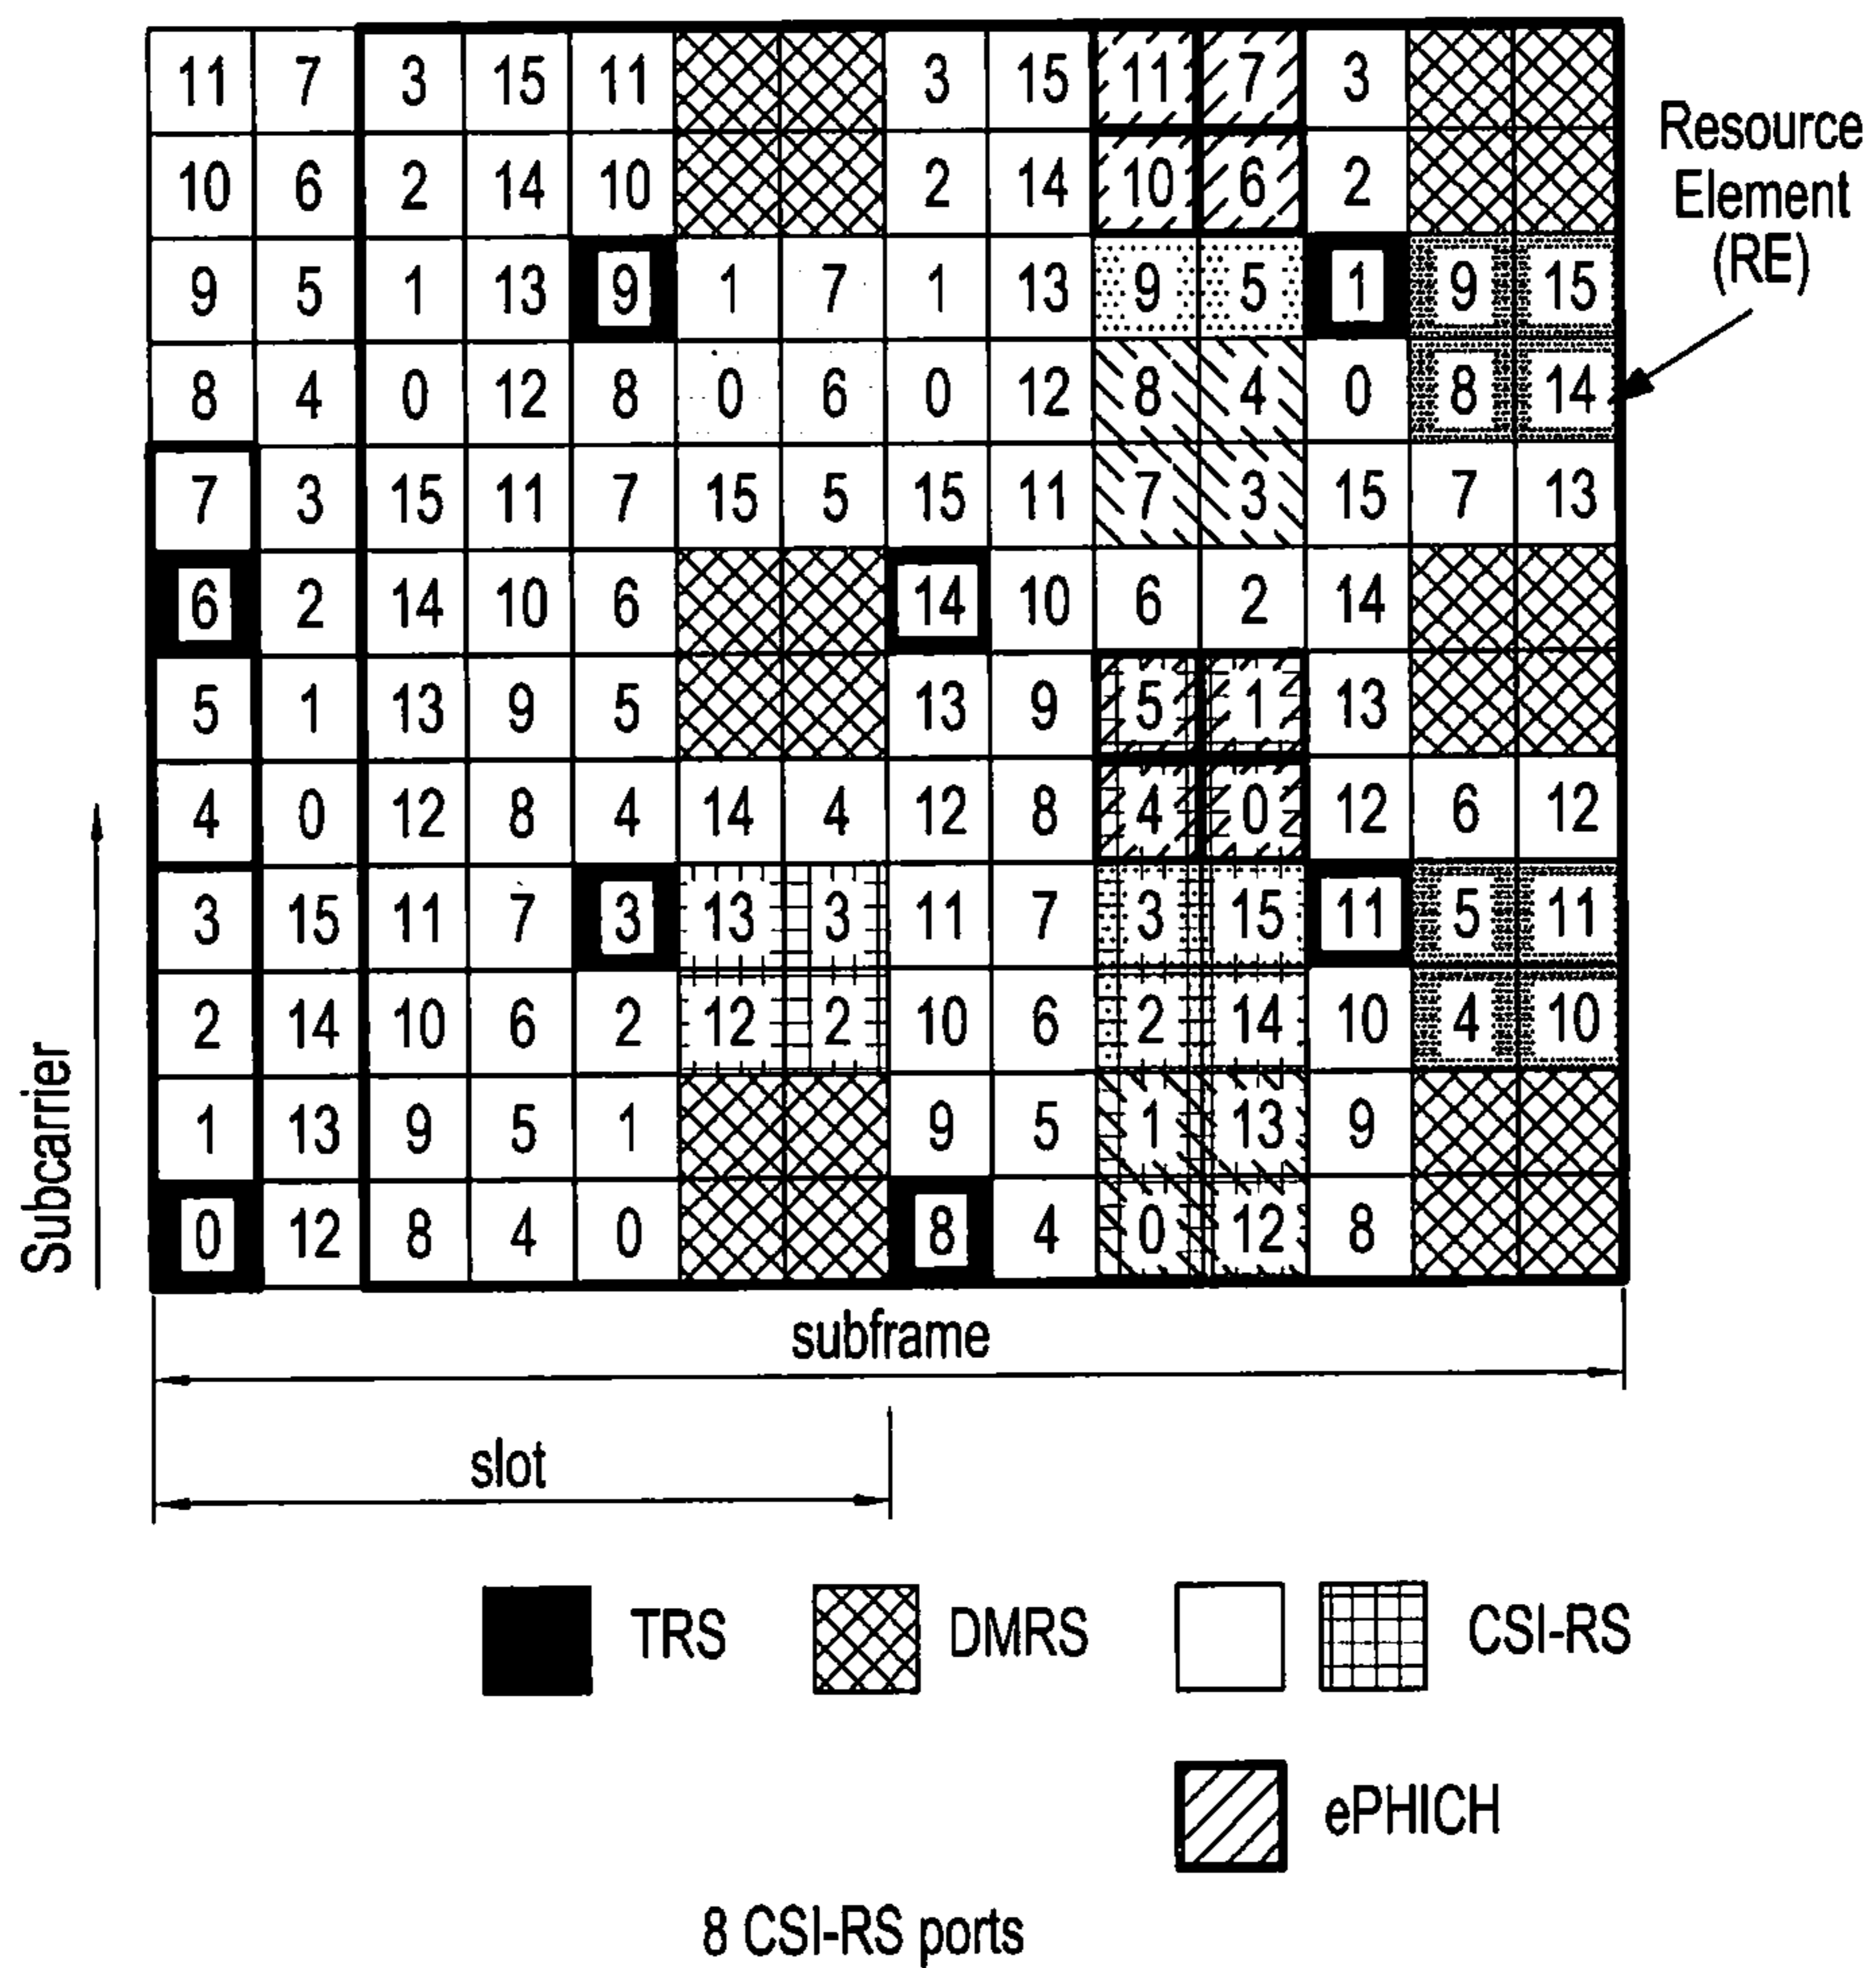 11 7 3 15 11 3 15 11 7 3
10 6 2 14 10 2 14 10 6 2
9 5 1 13 9 1 7 1 13 9 5 1 9 15
8 4 0 12 8 0 6 0 12 8 4 0 8 14
7 3 15 11 7 15 5 15 11 7 3 15 7 13
6 2 14 10 6 14 10 6 2 14
5 1 13 9 5 13 9 5 1 13
4 0 12 8 4 14 4 12 8 4 0 12 6 12
3 15 11 7 3 13 3 11 7 3 15 11 5 11
2 14 10 6 2 12 2 10 6 2 14 10 4 10
1 13 9 5 1 9 5 1 13 9
0 12 8 4 0 8 4 0 12 8
Resource
Element
(RE)
Subcarrier
subframe
slot
TRS DMRS CSI-RS
ePHICH
8 CSI-RS ports